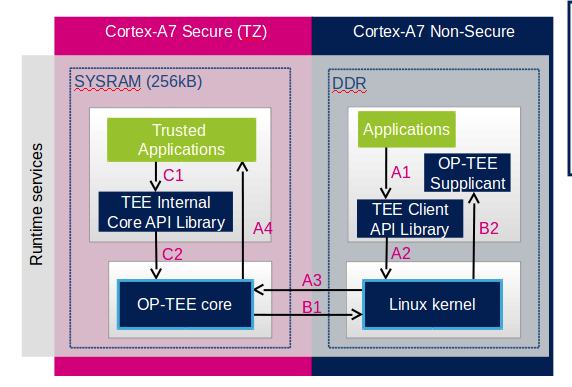 Cortex-A7 Secure (TZ)
Cortex-A7 Non-Secure
Runtime services
SYSRAM (256kB)
DDR
Trusted
Applications
Applications
C1
A1
OP-TEE
Supplicant
TEE Internal
Core API Library
TEE Client
API Library
A4
B2
C2
A2
A3
B1
OP-TEE core
Linux kernel